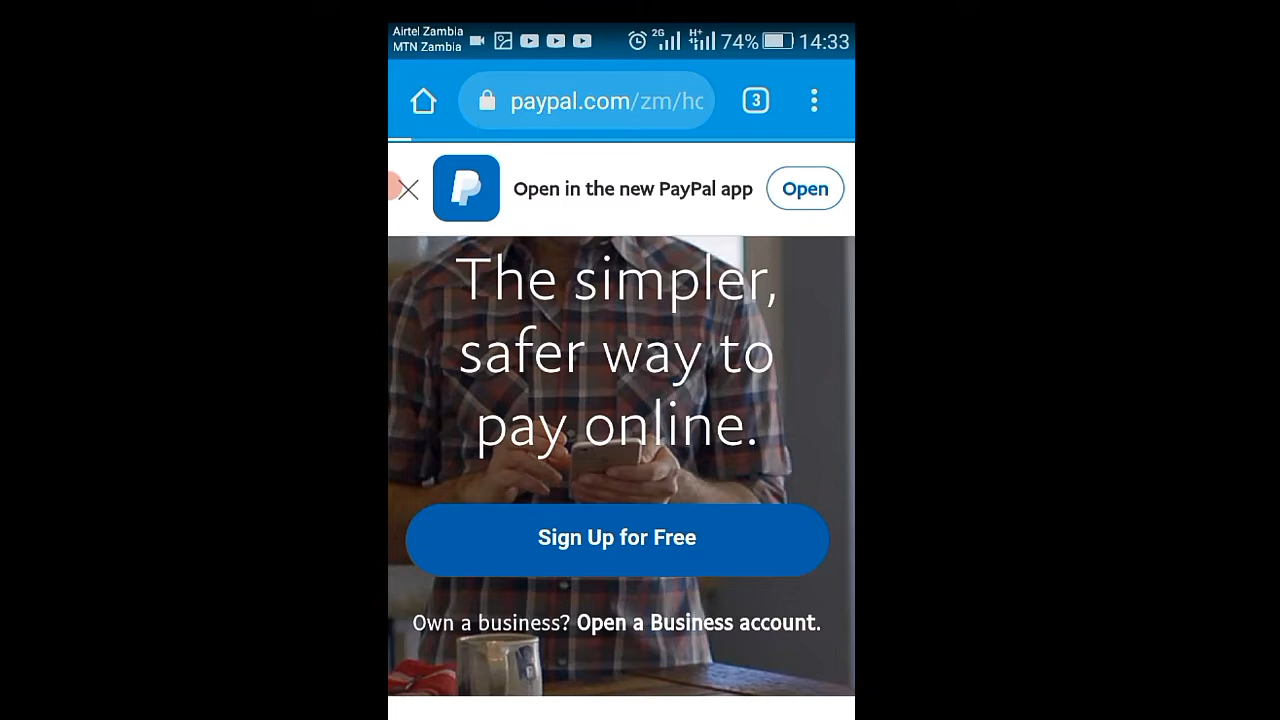 Airtel Zambia
MTN Zambia
2G
H+
74%
14:33
paypal.com/zm/hc
3
Open in the new PayPal app
Open
The simpler,
safer way to
pay online.
Sign Up for Free
Own a business? Open a Business account.